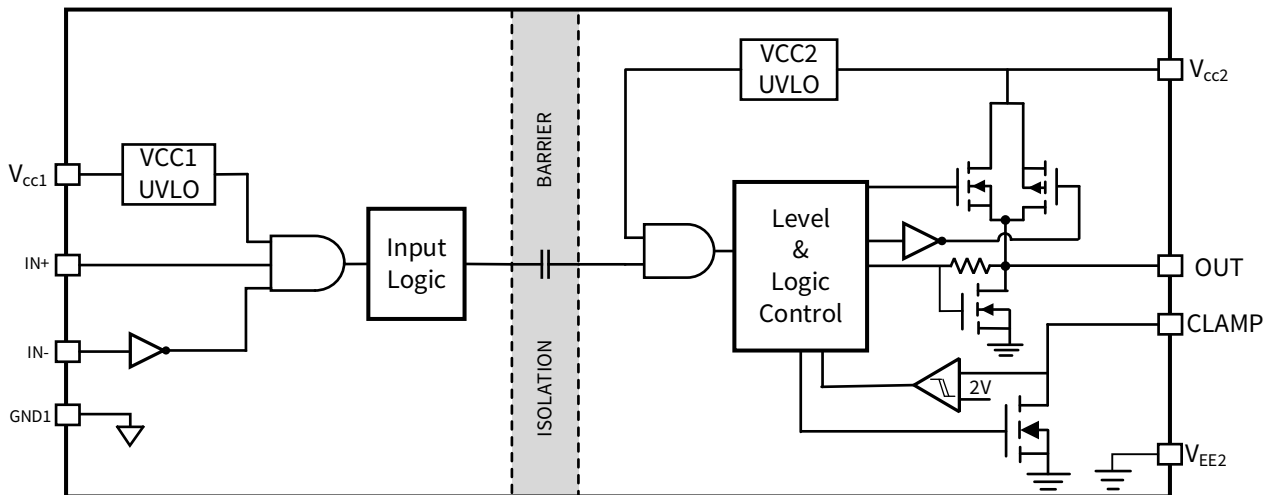 VCC2
UVLO
Vcc2
BARRIER
VCC1
UVLO
Vcc1
Level
&
Logic
Control
Input
Logic
IN+
OUT
CLAMP
IN-
2V
ISOLATION
GND1
VEE2